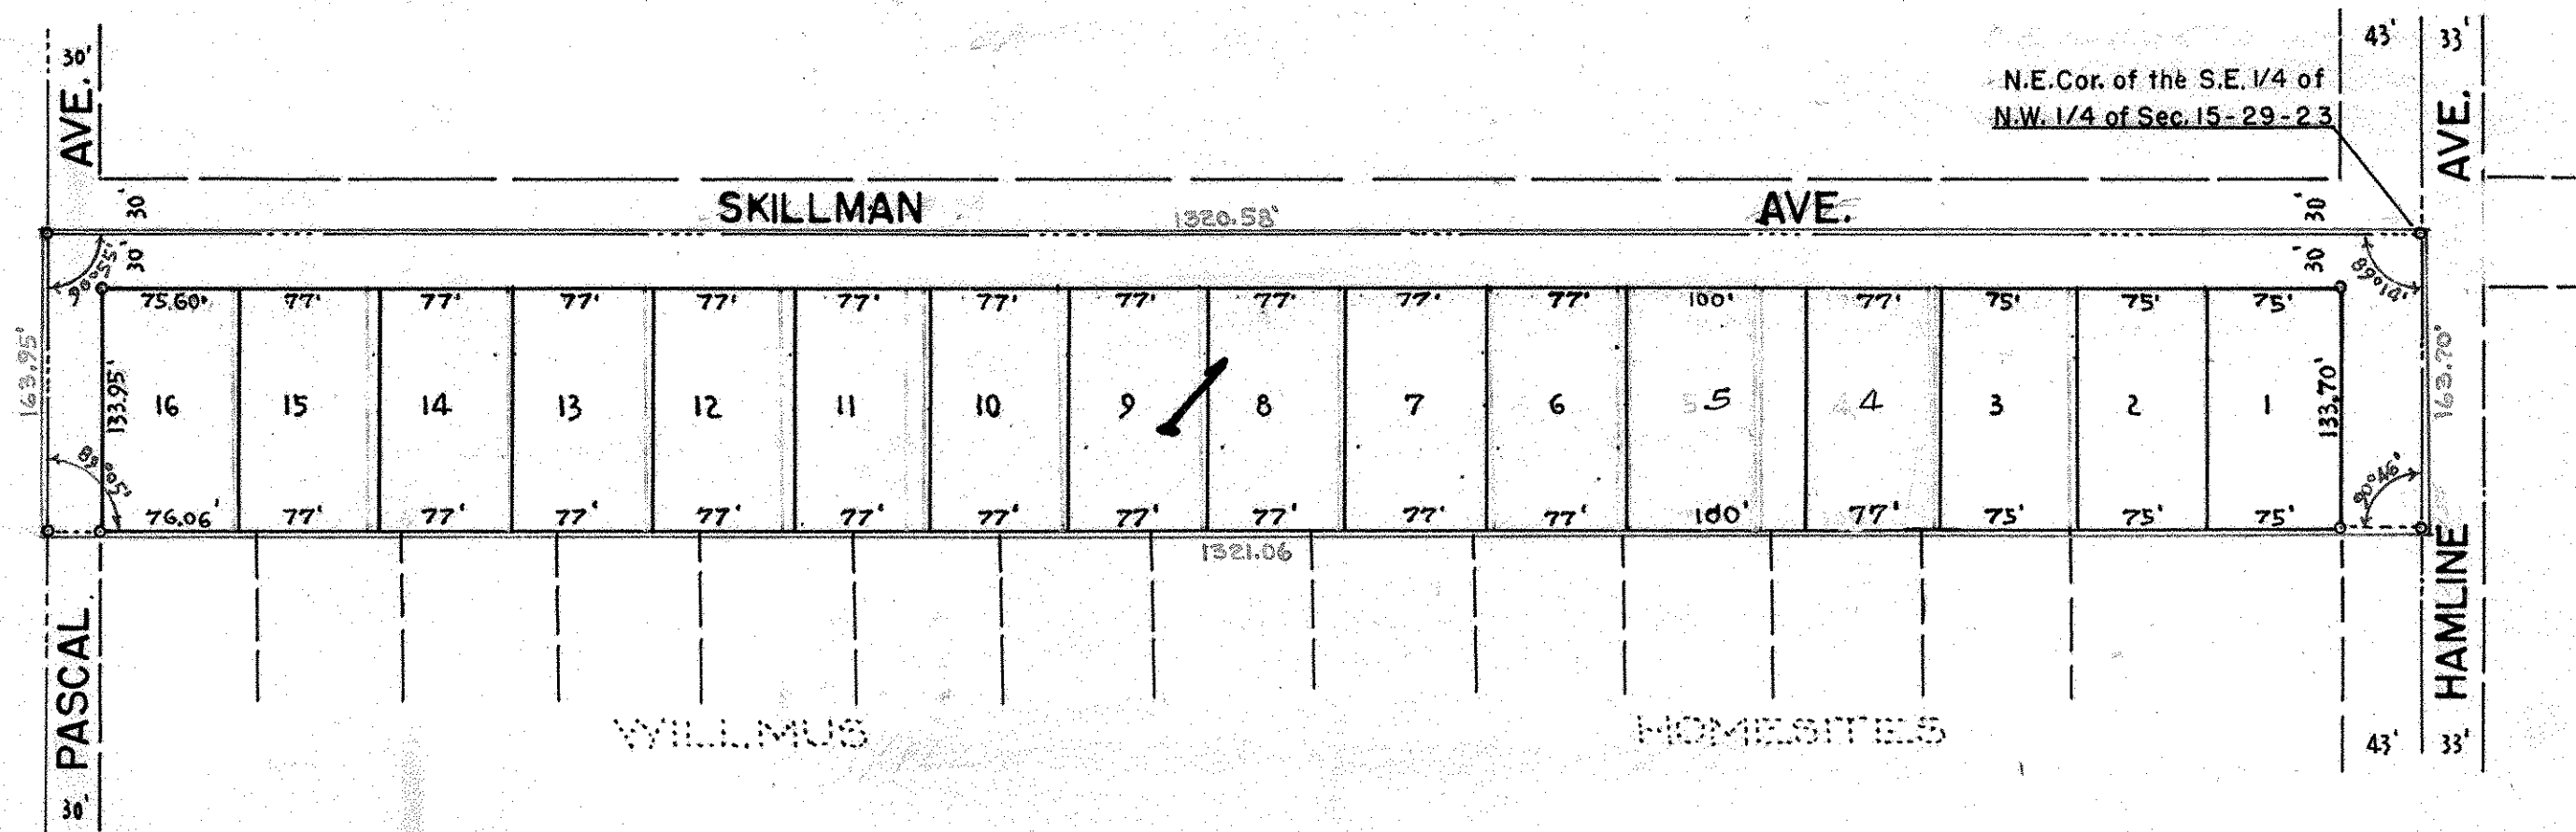 30' 43' 33'
AVE. AVE.
N.E. Cor. of the S.E. 1/4 of
N.W. 1/4 of Sec. 15-29-23
30' 30'
SKILLMAN AVE.
1320.58'
30' 30'
90°55'
75.60' 77' 77' 77' 77' 77' 77' 77' 77' 77' 77' 100' 77' 75' 75' 75'
163.95' 133.95' 133.70' 163.70'
16 15 14 13 12 11 10 9 8 7 6 5 4 3 2 1
1
89°05' 90°46'
76.06' 77' 77' 77' 77' 77' 77' 77' 77' 77' 77' 100' 77' 75' 75' 75'
1321.06
PASCAL HAMLINE
WILLMUS HOMESITES
43' 33'
30'